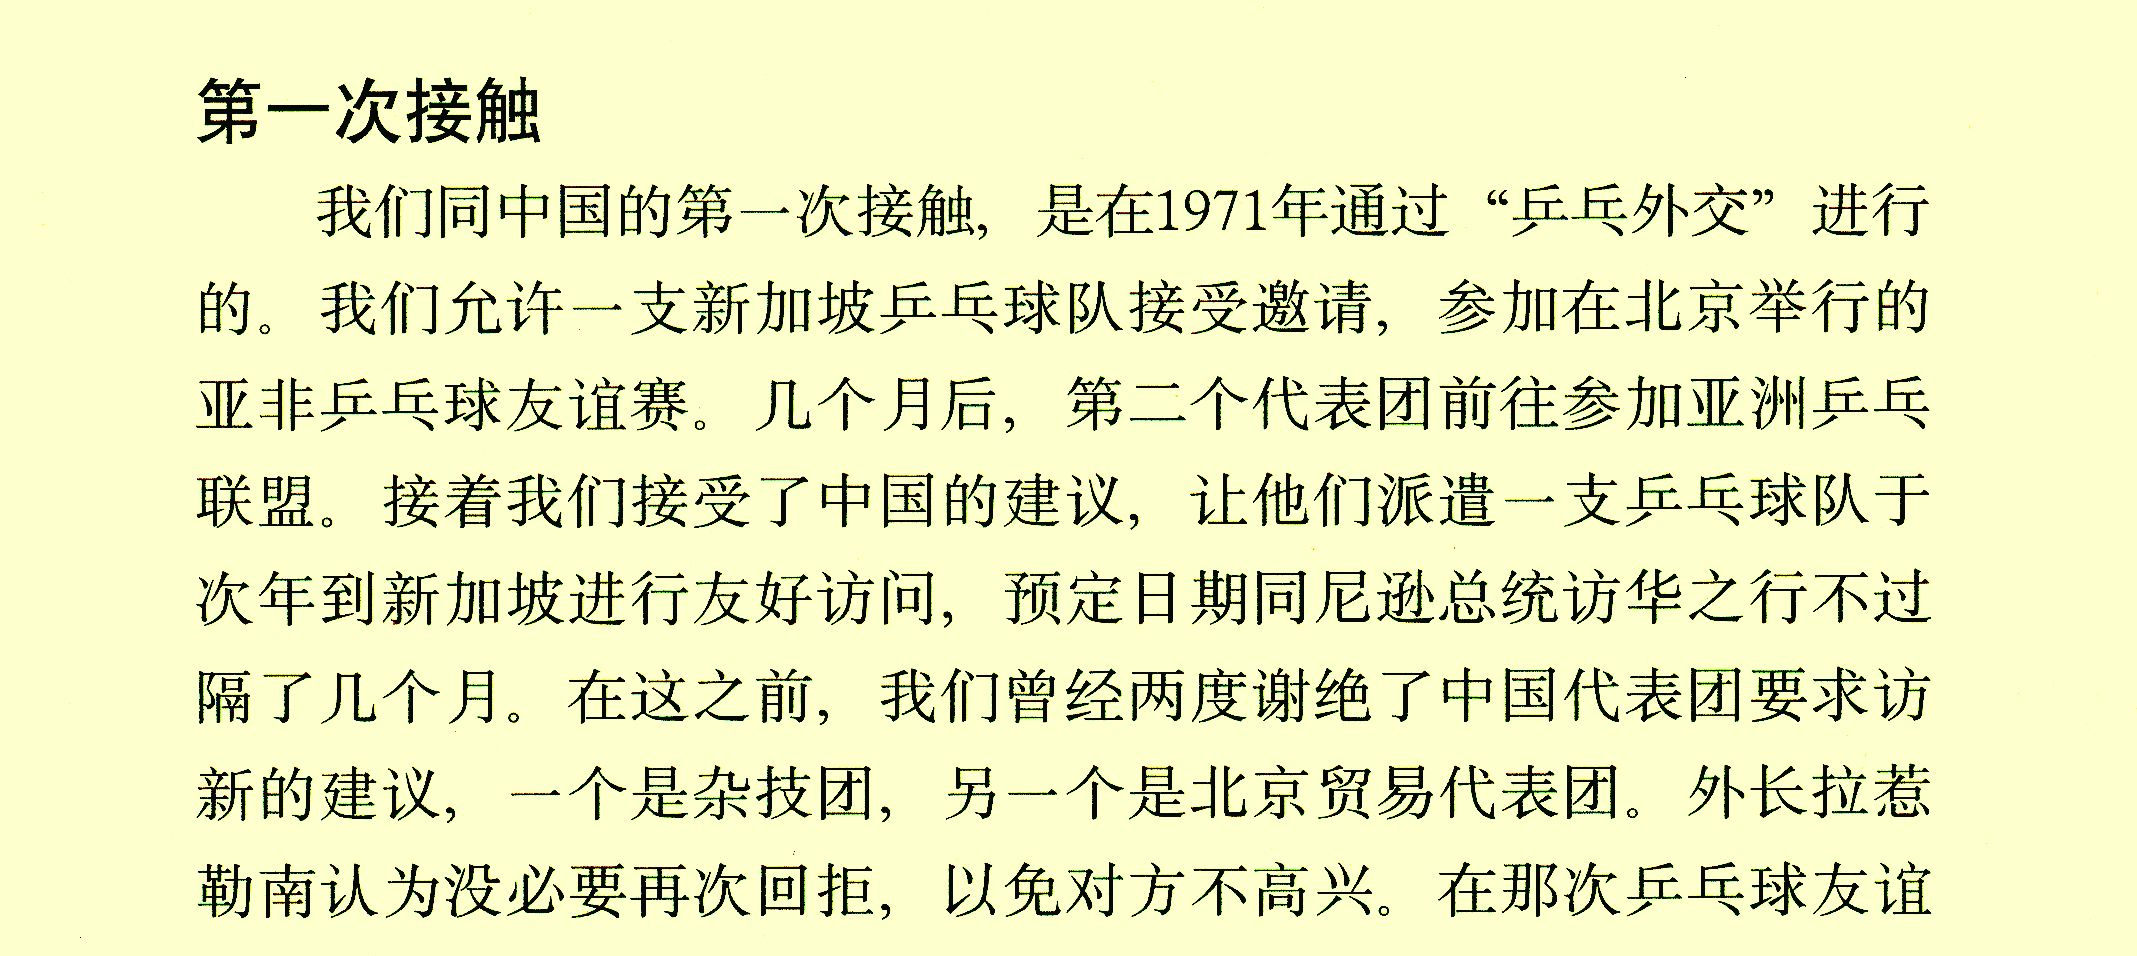 第一次接触
我们同中国的第一次接触，是在1971年通过“乒乓外交”进行
的。我们允许一支新加坡乒乓球队接受邀请，参加在北京举行的
亚非乒乓球友谊赛。几个月后，第二个代表团前往参加亚洲乒乓
联盟。接着我们接受了中国的建议，让他们派遣一支乒乓球队于
次年到新加坡进行友好访问，预定日期同尼逊总统访华之行不过
隔了几个月。在这之前，我们曾经两度谢绝了中国代表团要求访
新的建议，一个是杂技团，另一个是北京贸易代表团。外长拉惹
勒南认为没必要再次回拒，以免对方不高兴。在那次乒乓球友谊